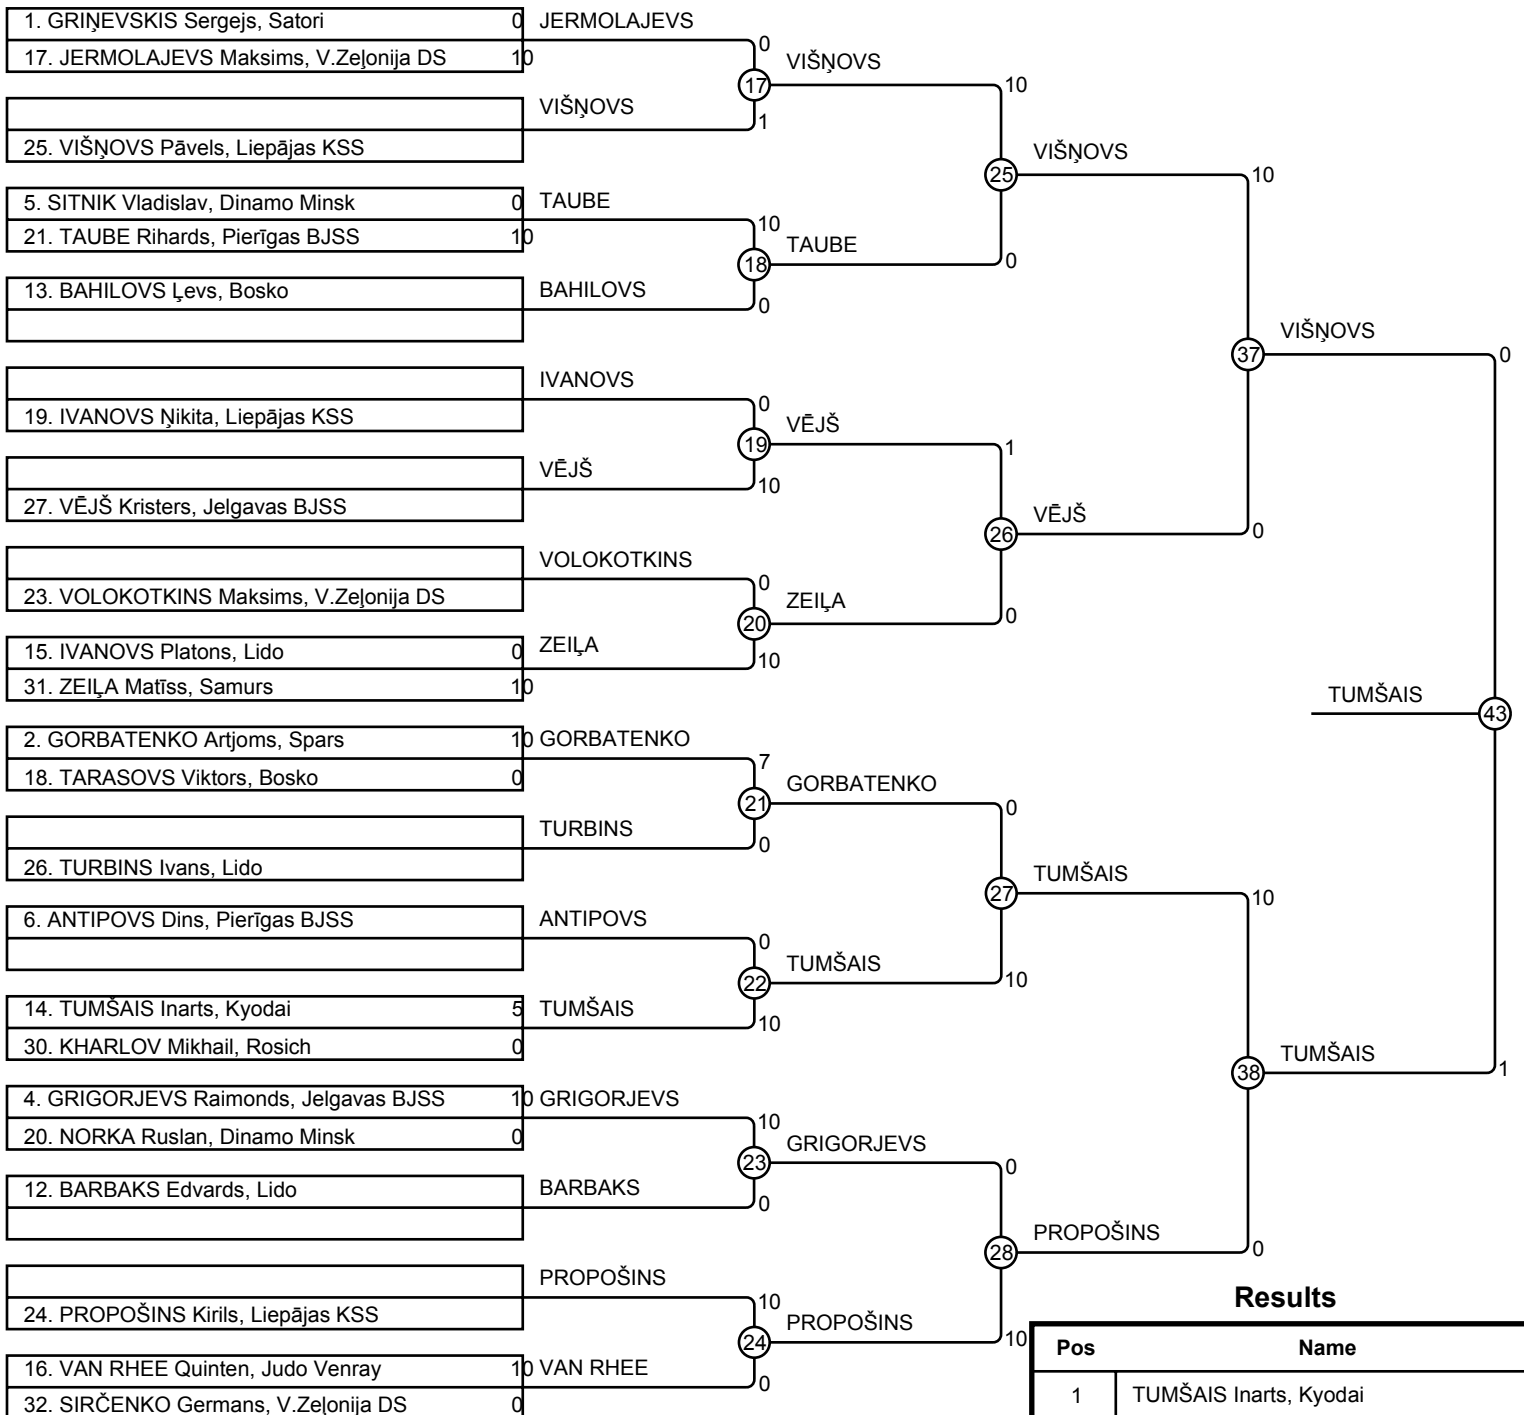 1. GRIŅEVSKIS Sergejs, Satori 0
17. JERMOLAJEVS Maksims, V.Zeļonija DS 10
25. VIŠŅOVS Pāvels, Liepājas KSS
5. SITNIK Vladislav, Dinamo Minsk 0
21. TAUBE Rihards, Pierīgas BJSS 10
13. BAHILOVS Ļevs, Bosko
19. IVANOVS Ņikita, Liepājas KSS
27. VĒJŠ Kristers, Jelgavas BJSS
23. VOLOKOTKINS Maksims, V.Zeļonija DS
15. IVANOVS Platons, Lido 0
31. ZEIĻA Matīss, Samurs 10
2. GORBATENKO Artjoms, Spars 10
18. TARASOVS Viktors, Bosko 0
26. TURBINS Ivans, Lido
6. ANTIPOVS Dins, Pierīgas BJSS
14. TUMŠAIS Inarts, Kyodai 5
30. KHARLOV Mikhail, Rosich 0
4. GRIGORJEVS Raimonds, Jelgavas BJSS 10
20. NORKA Ruslan, Dinamo Minsk 0
12. BARBAKS Edvards, Lido
24. PROPOŠINS Kirils, Liepājas KSS
16. VAN RHEE Quinten, Judo Venray 10
32. SIRČENKO Germans, V.Zeļonija DS 0
JERMOLAJEVS
0
17
VIŠŅOVS
1
TAUBE
10
18
BAHILOVS
0
IVANOVS
0
19
VĒJŠ
10
VOLOKOTKINS
0
20
ZEIĻA
10
GORBATENKO
7
21
TURBINS
0
ANTIPOVS
0
22
TUMŠAIS
10
GRIGORJEVS
10
23
BARBAKS
0
PROPOŠINS
10
24
VAN RHEE
0
VIŠŅOVS
10
25
TAUBE
0
VĒJŠ
1
26
ZEIĻA
0
GORBATENKO
0
27
TUMŠAIS
10
GRIGORJEVS
0
28
PROPOŠINS
10
VIŠŅOVS
10
37
VĒJŠ
0
TUMŠAIS
10
38
PROPOŠINS
0
VIŠŅOVS
0
TUMŠAIS
43
TUMŠAIS
1
Results
Pos Name
1 TUMŠAIS Inarts, Kyodai